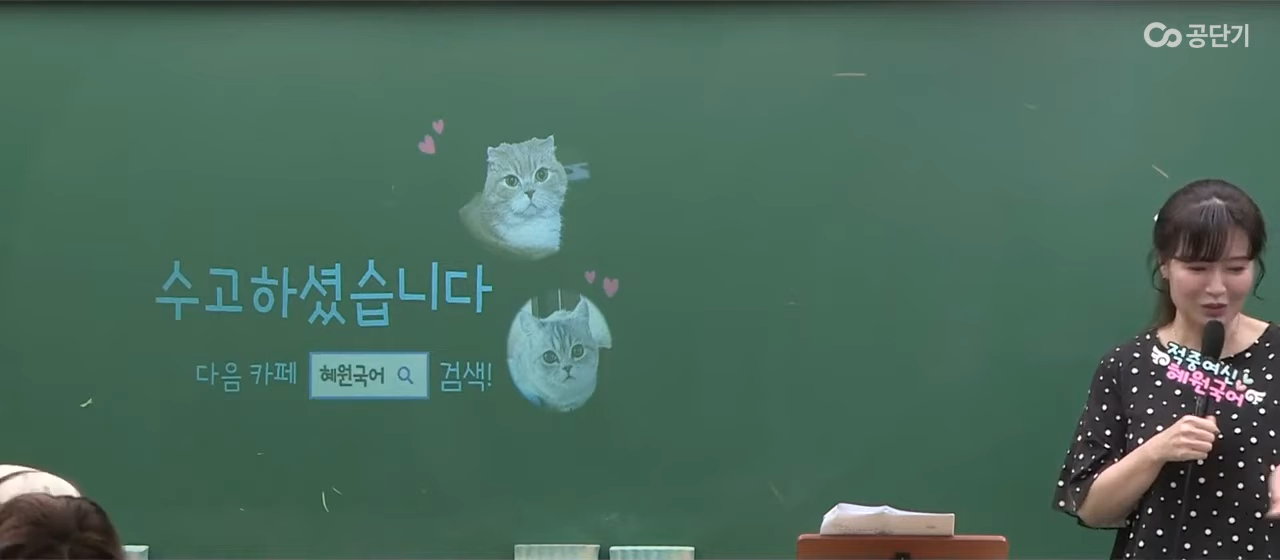 공단기
수고하셨습니다
다음 카페 혜원국어 검색!
적중여신
혜원국어